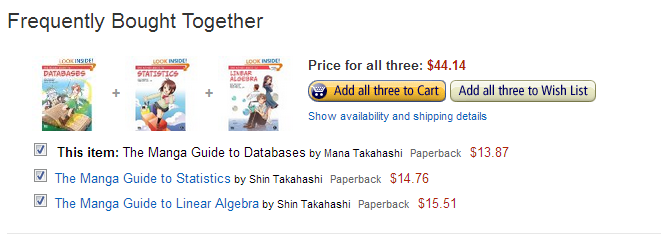 Frequently Bought Together
LOOK INSIDE!
DATABASES
LOOK INSIDE!
STATISTICS
LOOK INSIDE!
LINEAR ALGEBRA
+
+
Price for all three: $44.14
Add all three to Cart
Add all three to Wish List
Show availability and shipping details
This item: The Manga Guide to Databases by Mana Takahashi Paperback $13.87
The Manga Guide to Statistics by Shin Takahashi Paperback $14.76
The Manga Guide to Linear Algebra by Shin Takahashi Paperback $15.51